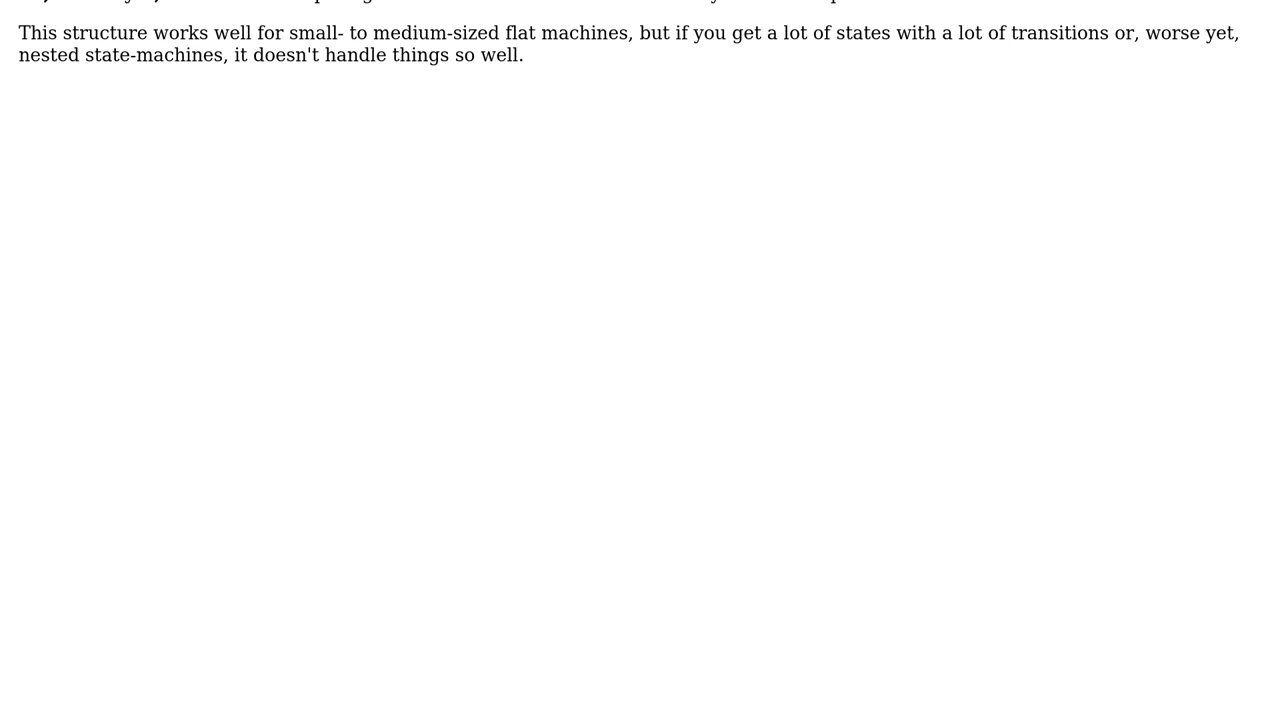 This structure works well for small- to medium-sized flat machines, but if you get a lot of states with a lot of transitions or, worse yet,
nested state-machines, it doesn't handle things so well.